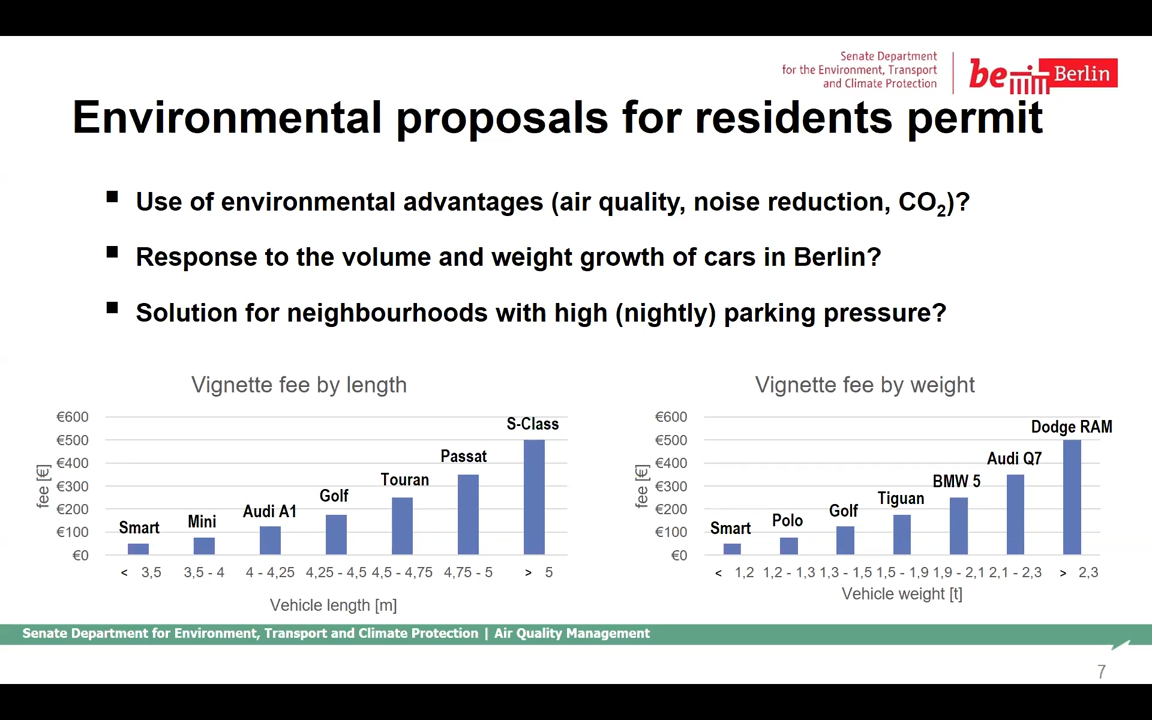 Senate Department
for the Environment, Transport
and Climate Protection
be Berlin
Environmental proposals for residents permit
▪ Use of environmental advantages (air quality, noise reduction, CO₂)?
▪ Response to the volume and weight growth of cars in Berlin?
▪ Solution for neighbourhoods with high (nightly) parking pressure?
Vignette fee by length
fee [€]
€600
€500
€400
€300
€200
€100
€0
Smart
Mini
Audi A1
Golf
Touran
Passat
S-Class
< 3,5 3,5 - 4 4 - 4,25 4,25 - 4,5 4,5 - 4,75 4,75 - 5 > 5
Vehicle length [m]
Vignette fee by weight
fee [€]
€600
€500
€400
€300
€200
€100
€0
Smart
Polo
Golf
Tiguan
BMW 5
Audi Q7
Dodge RAM
< 1,2 1,2 - 1,3 1,3 - 1,5 1,5 - 1,9 1,9 - 2,1 2,1 - 2,3 > 2,3
Vehicle weight [t]
Senate Department for Environment, Transport and Climate Protection | Air Quality Management
7